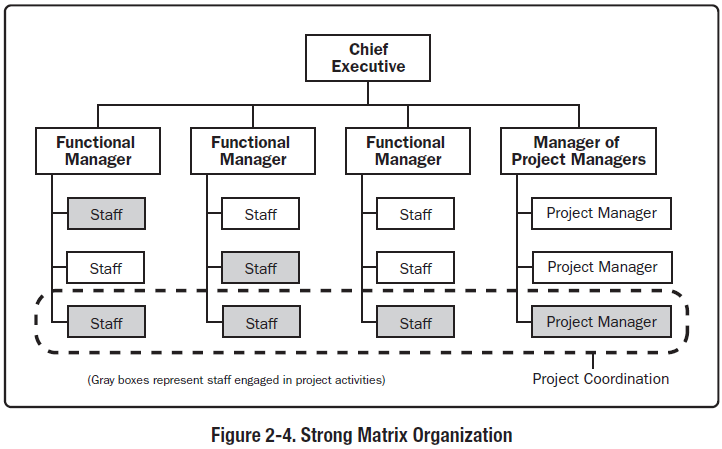 Chief
Executive
Functional
Manager
Functional
Manager
Functional
Manager
Manager of
Project Managers
Staff
Staff
Staff
Project Manager
Staff
Staff
Staff
Project Manager
Staff
Staff
Staff
Project Manager
(Gray boxes represent staff engaged in project activities)
Project Coordination
Figure 2-4. Strong Matrix Organization